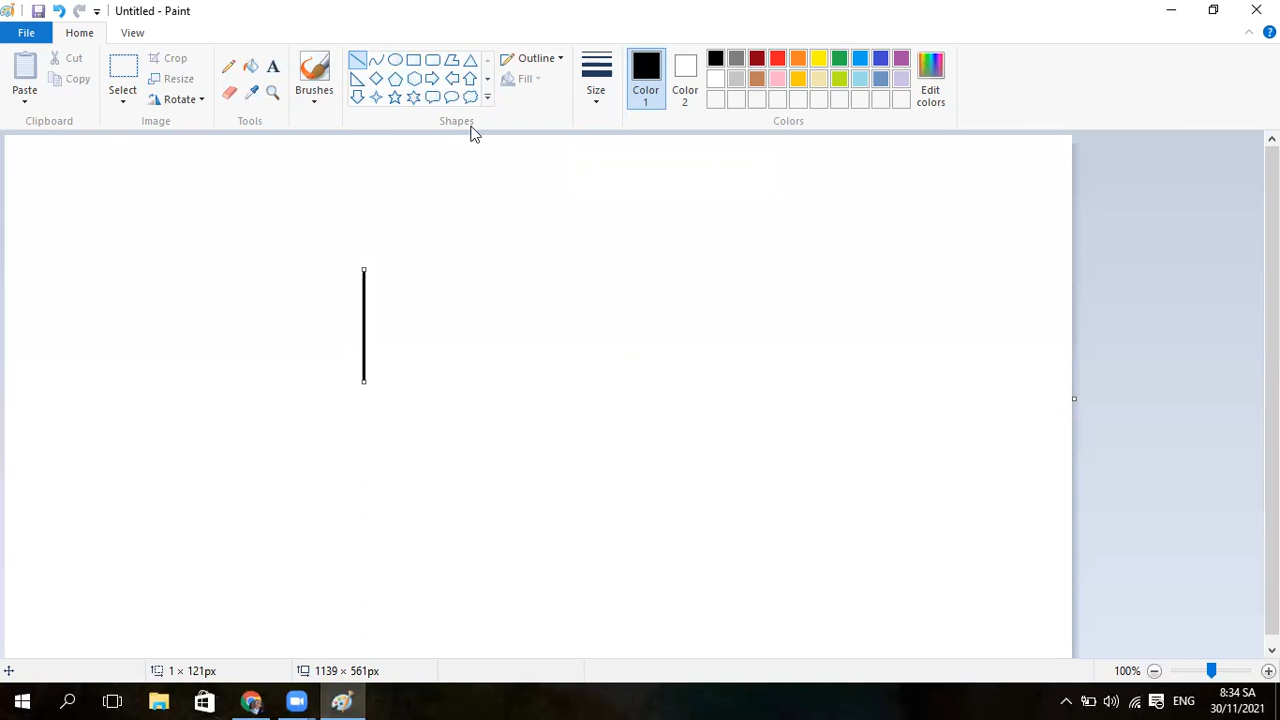 Untitled - Paint
File Home View
Paste
Cut
Copy
Clipboard
Select
Crop
Resize
Rotate
Image
A
Tools
Brushes
Outline
Fill
Shapes
Size
Color 1
Color 2
Edit colors
Colors
1 × 121px
1139 × 561px
100%
ENG
8:34 SA
30/11/2021